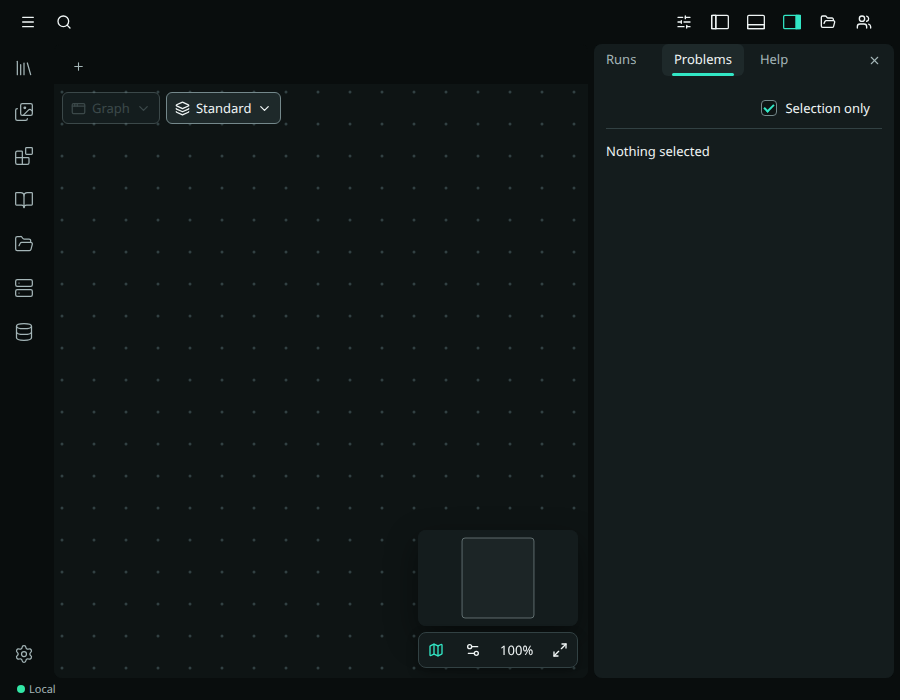 Runs Problems Help
Graph Standard
Selection only
Nothing selected
100%
Local